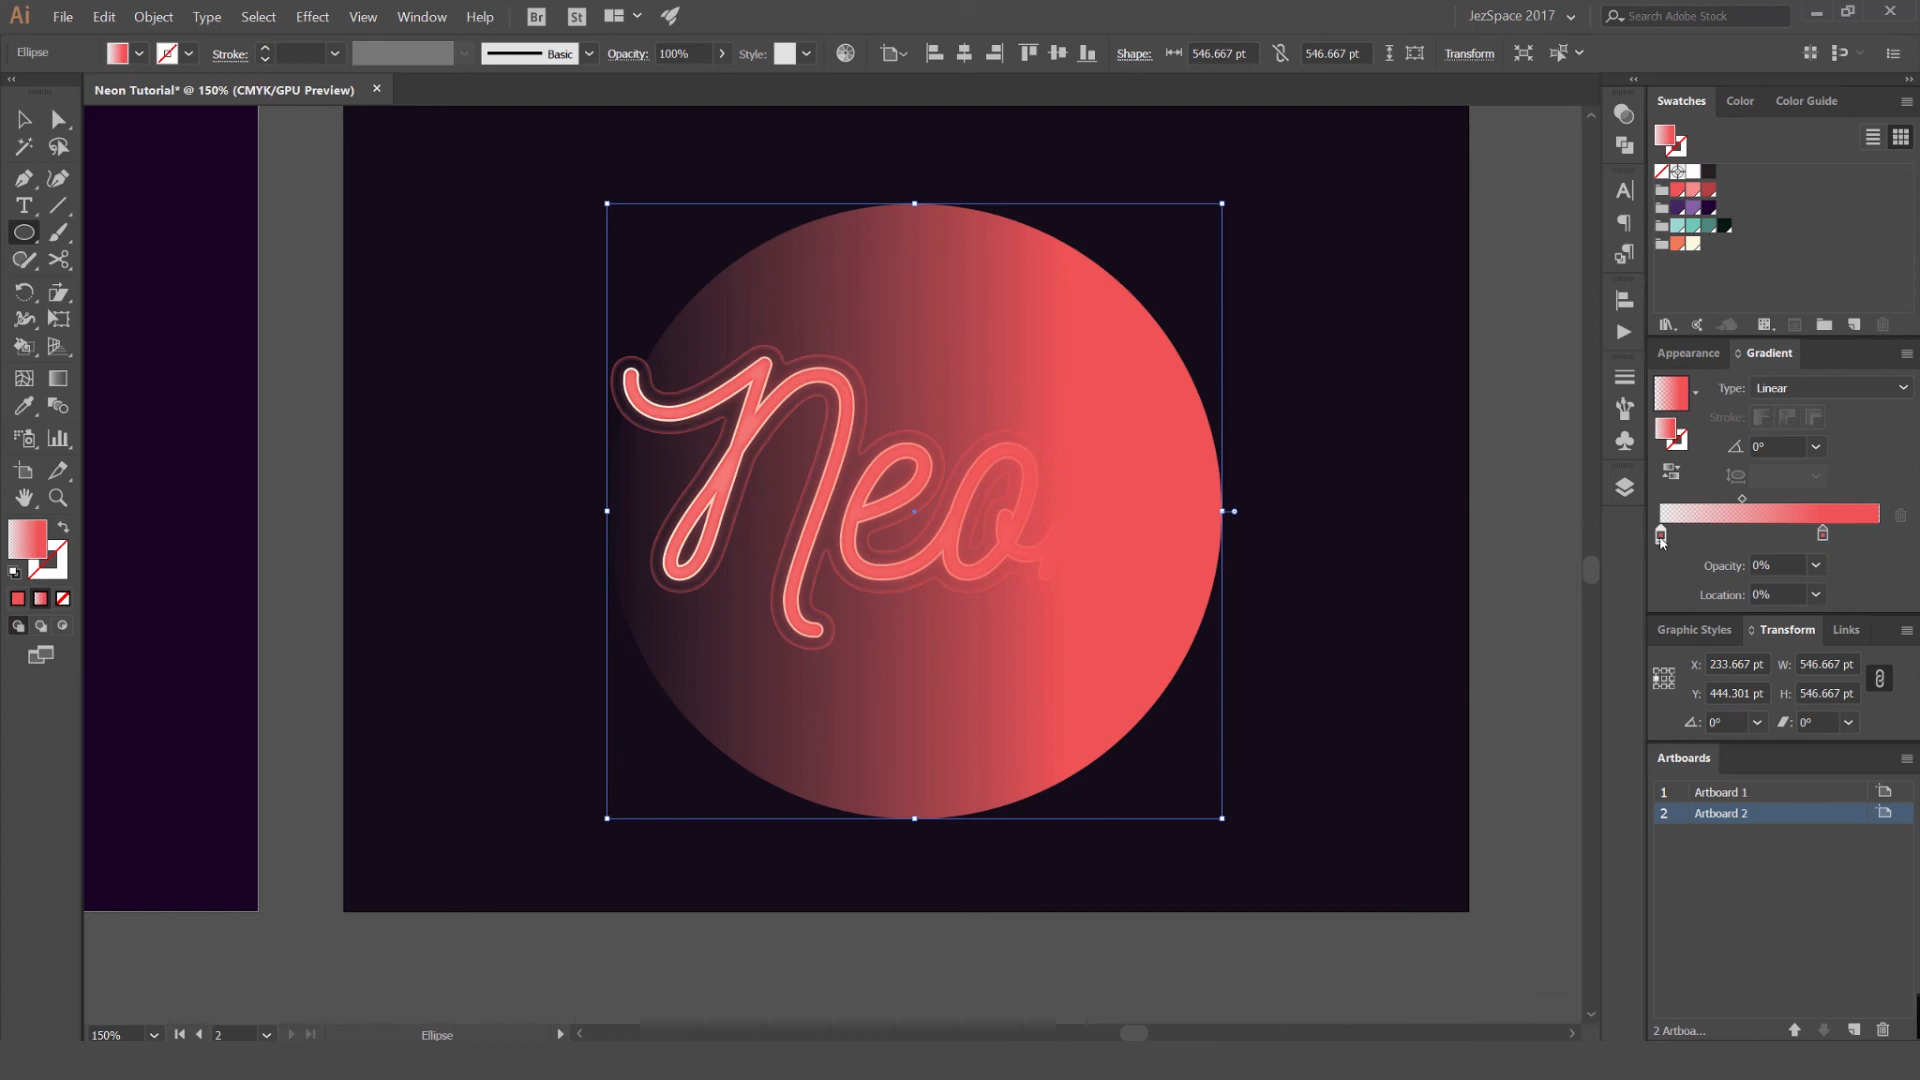 Ai File Edit Object Type Select Effect View Window Help Br St JezSpace 2017 Search Adobe Stock
Ellipse Stroke: Basic Opacity: 100% Style: Shape: 546.667 pt 546.667 pt Transform
Neon Tutorial* @ 150% (CMYK/GPU Preview)
Swatches Color Color Guide
Appearance Gradient
Type: Linear
Stroke:
0°
Opacity: 0%
Location: 0%
Neo
Graphic Styles Transform Links
X: 233.667 pt W: 546.667 pt
Y: 444.301 pt H: 546.667 pt
0° 0°
Artboards
1 Artboard 1
2 Artboard 2
2 Artboa...
150% 2 Ellipse